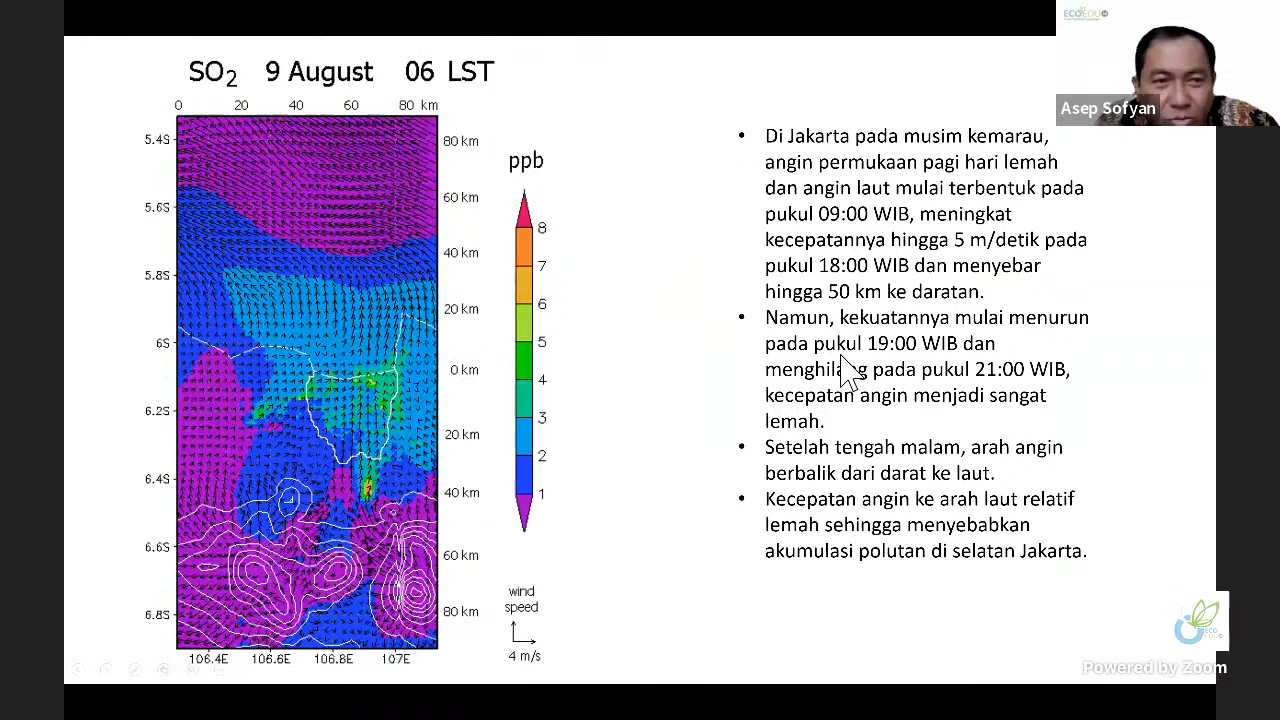 ECOEDU
Asep Sofyan
SO2 9 August 06 LST
0 20 40 60 80 km
5.4S
5.6S
5.8S
6S
6.2S
6.4S
6.6S
6.8S
80 km
60 km
40 km
20 km
0 km
20 km
40 km
60 km
80 km
106.4E 106.6E 106.8E 107E
ppb
8
7
6
5
4
3
2
1
wind
speed
4 m/s
• Di Jakarta pada musim kemarau,
angin permukaan pagi hari lemah
dan angin laut mulai terbentuk pada
pukul 09:00 WIB, meningkat
kecepatannya hingga 5 m/detik pada
pukul 18:00 WIB dan menyebar
hingga 50 km ke daratan.
• Namun, kekuatannya mulai menurun
pada pukul 19:00 WIB dan
menghilang pada pukul 21:00 WIB,
kecepatan angin menjadi sangat
lemah.
• Setelah tengah malam, arah angin
berbalik dari darat ke laut.
• Kecepatan angin ke arah laut relatif
lemah sehingga menyebabkan
akumulasi polutan di selatan Jakarta.
ECO
Powered by Zoom